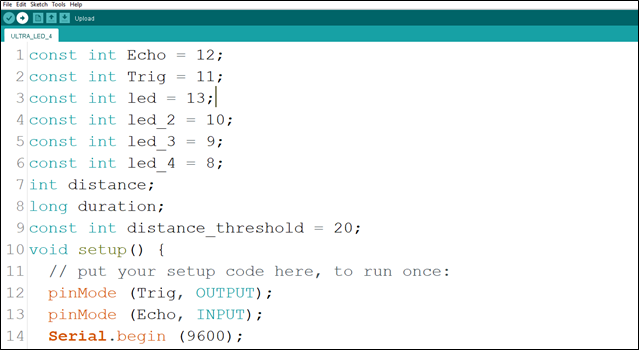 File Edit Sketch Tools Help
Upload
ULTRA_LED_4
1 const int Echo = 12;
2 const int Trig = 11;
3 const int led = 13;
4 const int led_2 = 10;
5 const int led_3 = 9;
6 const int led_4 = 8;
7 int distance;
8 long duration;
9 const int distance_threshold = 20;
10 void setup() {
11 // put your setup code here, to run once:
12 pinMode (Trig, OUTPUT);
13 pinMode (Echo, INPUT);
14 Serial.begin (9600);